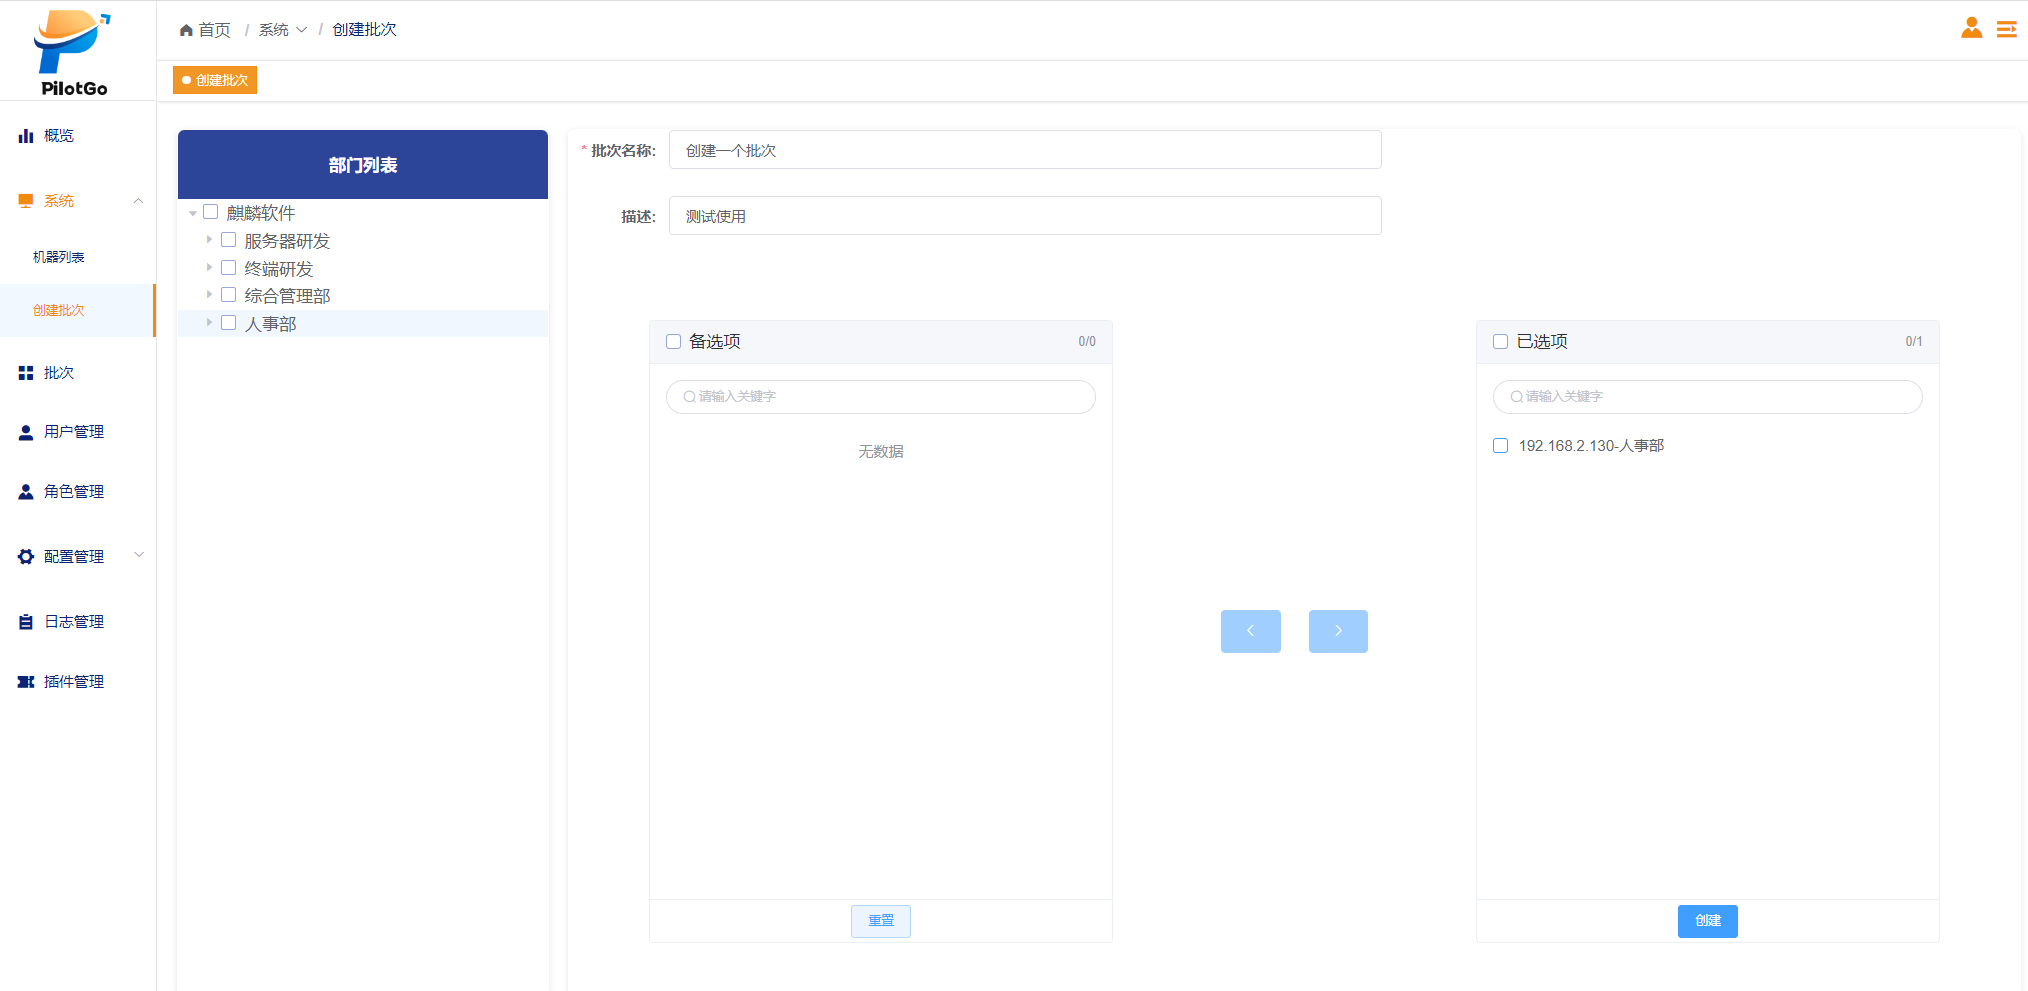 PilotGo
首页 / 系统 / 创建批次
创建批次
概览
系统
机器列表
创建批次
批次
用户管理
角色管理
配置管理
日志管理
插件管理
部门列表
麒麟软件
服务器研发
终端研发
综合管理部
人事部
* 批次名称: 创建一个批次
描述: 测试使用
备选项 0/0
请输入关键字
无数据
重置
已选项 0/1
请输入关键字
192.168.2.130-人事部
创建